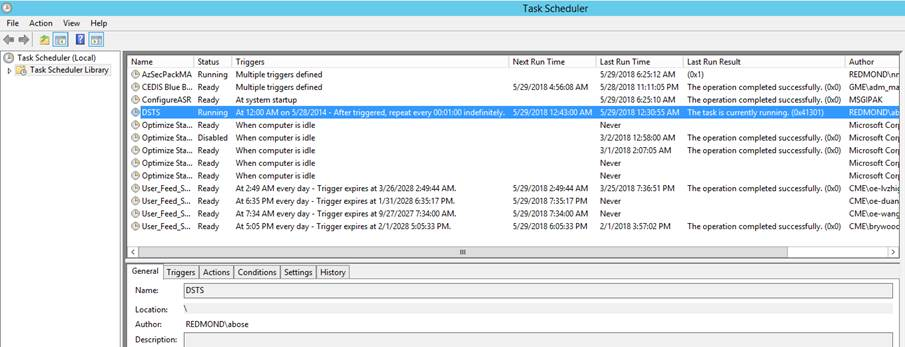 Task Scheduler
File Action View Help
Task Scheduler (Local)
Task Scheduler Library
Name Status Triggers Next Run Time Last Run Time Last Run Result Author
AzSecPackMA Running Multiple triggers defined 5/29/2018 6:25:12 AM (0x1) REDMOND\nn
CEDIS Blue B... Ready Multiple triggers defined 5/29/2018 4:56:08 AM 5/28/2018 11:11:05 PM The operation completed successfully. (0x0) GME\adm_ma
ConfigureASR Ready At system startup 5/29/2018 6:25:10 AM The operation completed successfully. (0x0) MSGIPAK
DSTS Running At 12:00 AM on 5/28/2014 - After triggered, repeat every 00:01:00 indefinitely. 5/29/2018 12:43:00 AM 5/29/2018 12:30:55 AM The task is currently running. (0x41301) REDMOND\ab
Optimize Sta... Ready When computer is idle Never Microsoft Corp
Optimize Sta... Disabled When computer is idle 3/2/2018 12:58:00 AM The operation completed successfully. (0x0) Microsoft Corp
Optimize Sta... Ready When computer is idle 3/1/2018 2:07:05 AM The operation completed successfully. (0x0) Microsoft Corp
Optimize Sta... Ready When computer is idle Never Microsoft Corp
Optimize Sta... Ready When computer is idle Never Microsoft Corp
User_Feed_S... Ready At 2:49 AM every day - Trigger expires at 3/26/2028 2:49:44 AM. 5/29/2018 2:49:44 AM 3/25/2018 7:36:51 PM The operation completed successfully. (0x0) CME\oe-lvzhig
User_Feed_S... Ready At 6:35 PM every day - Trigger expires at 1/31/2028 6:35:17 PM. 5/29/2018 6:35:17 PM Never CME\oe-duan
User_Feed_S... Ready At 7:34 AM every day - Trigger expires at 9/27/2027 7:34:00 AM. 5/29/2018 7:34:00 AM Never CME\oe-wang
User_Feed_S... Ready At 5:05 PM every day - Trigger expires at 2/1/2028 5:05:33 PM. 5/29/2018 6:05:33 PM 2/1/2018 3:57:02 PM The operation completed successfully. (0x0) CME\brywood
General Triggers Actions Conditions Settings History
Name: DSTS
Location: \
Author: REDMOND\abose
Description: